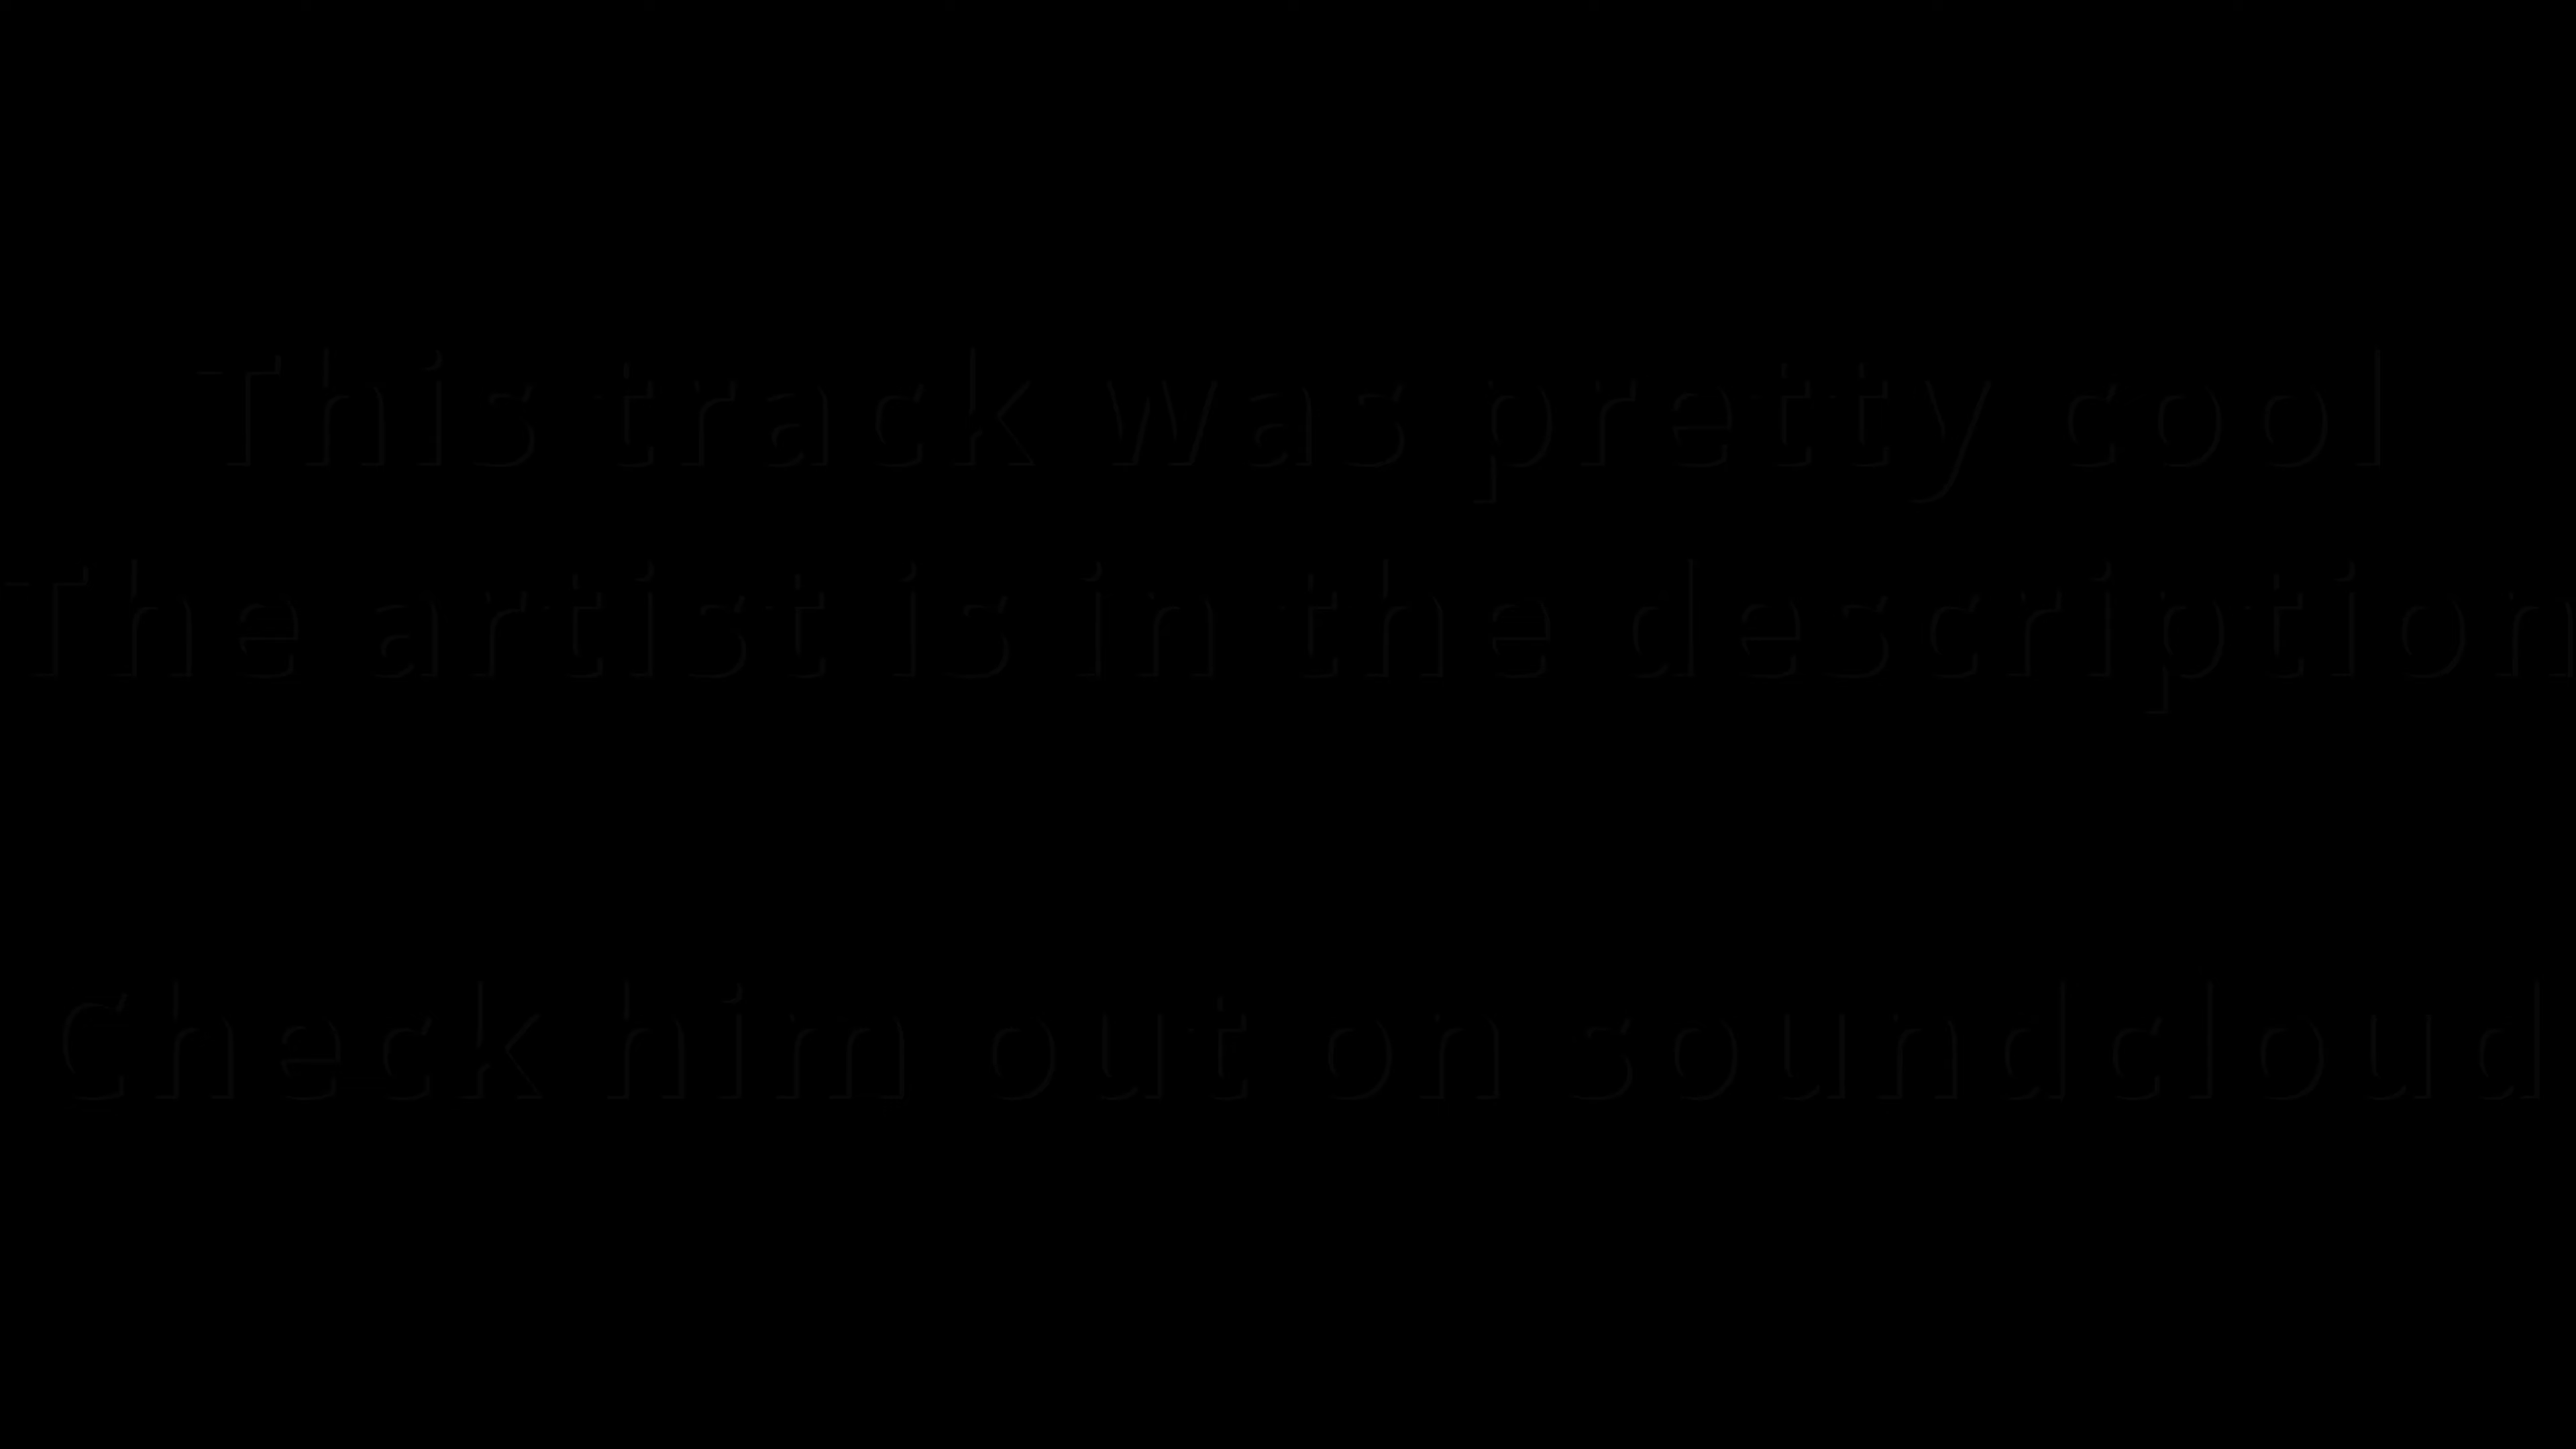 This track was pretty cool
The artist is in the description
Check him out on soundcloud